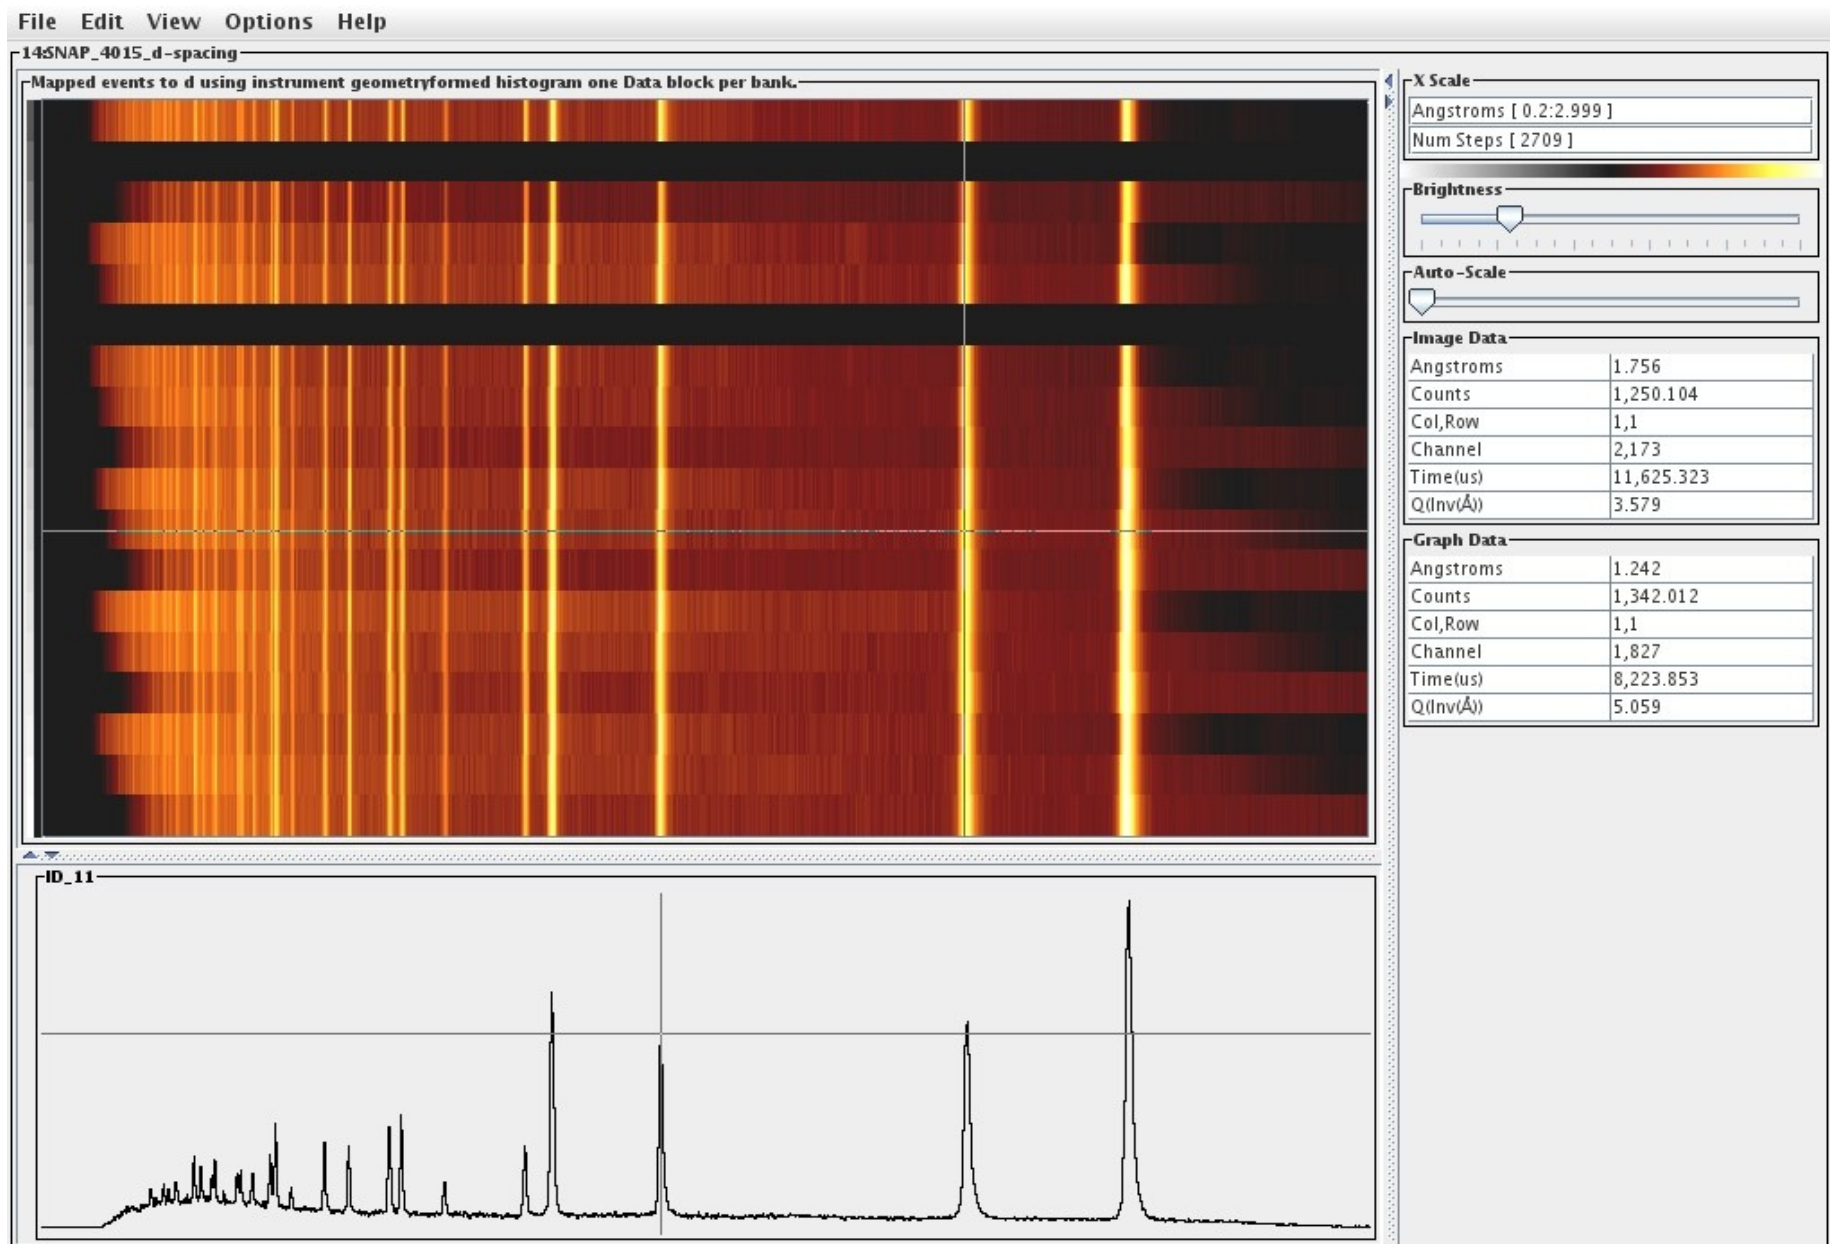 File Edit View Options Help
14:SNAP_4015_d-spacing
Mapped events to d using instrument geometryformed histogram one Data block per bank.
X Scale
Angstroms [ 0.2:2.999 ]
Num Steps [ 2709 ]
Brightness
Auto-Scale
Image Data
Angstroms 1.756
Counts 1,250.104
Col,Row 1,1
Channel 2,173
Time(us) 11,625.323
Q(Inv(Å)) 3.579
Graph Data
Angstroms 1.242
Counts 1,342.012
Col,Row 1,1
Channel 1,827
Time(us) 8,223.853
Q(Inv(Å)) 5.059
ID_11